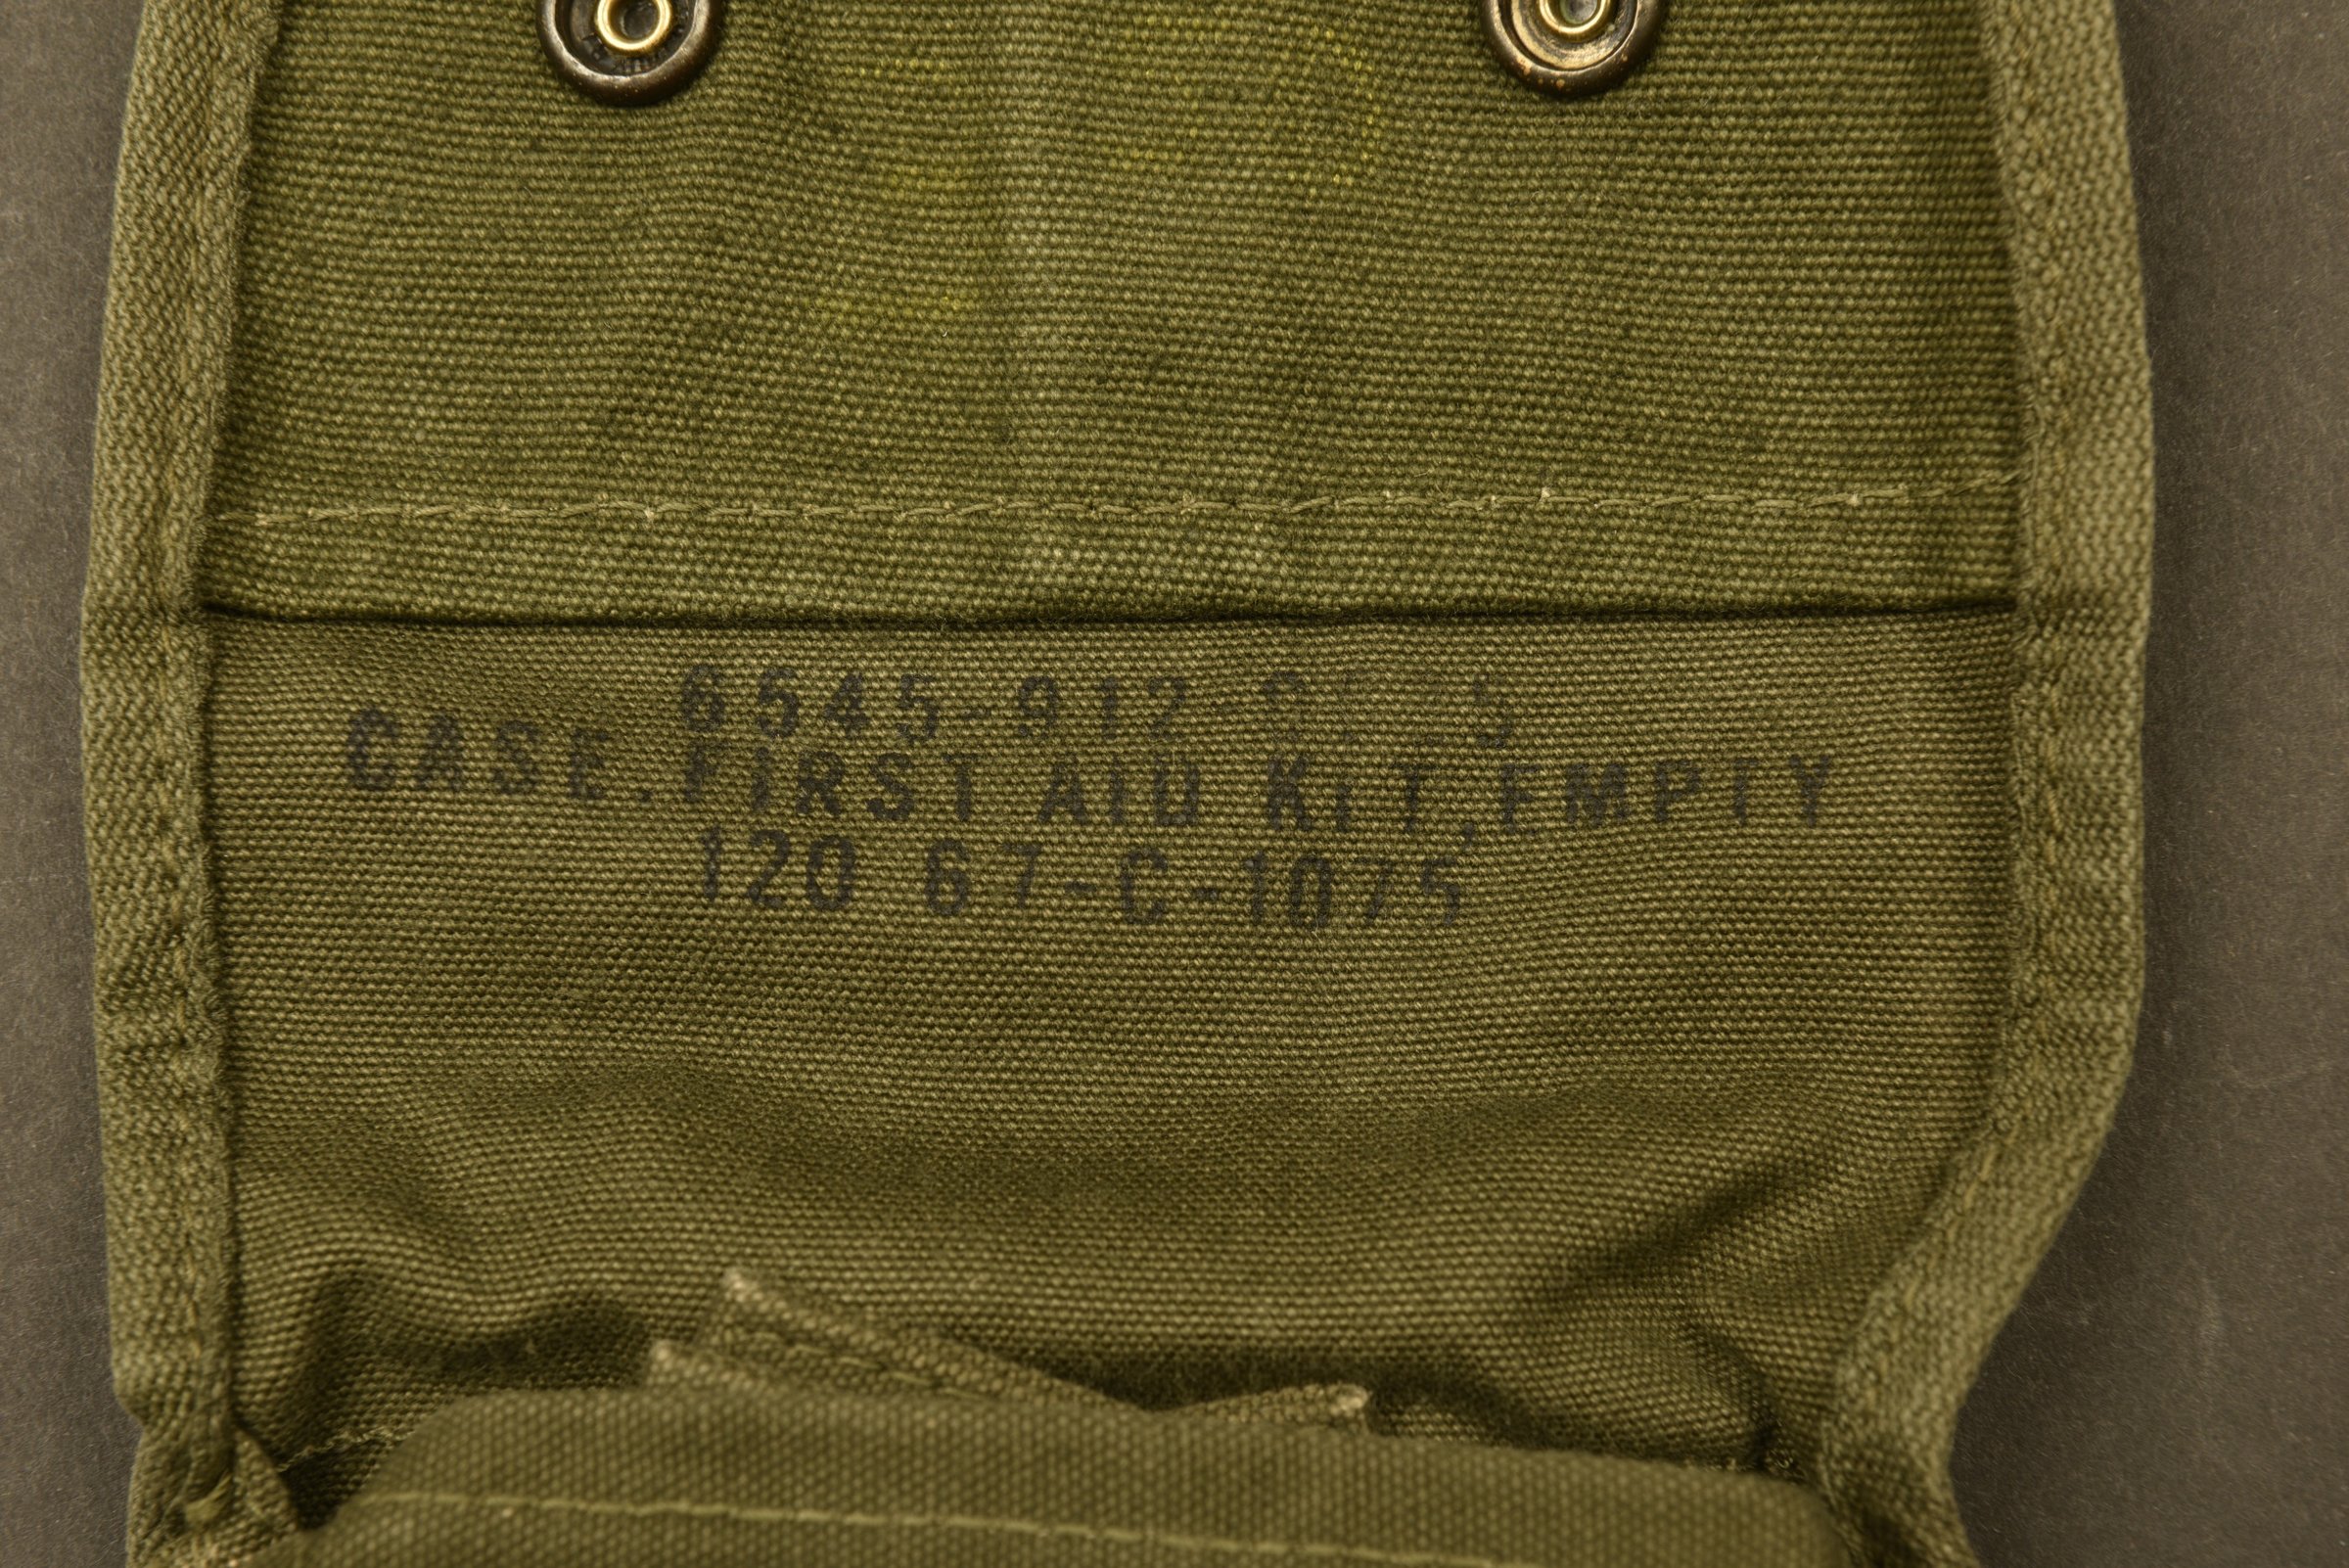 6545-912-
CASE, FIRST AID KIT, EMPTY
120 67-C-1075